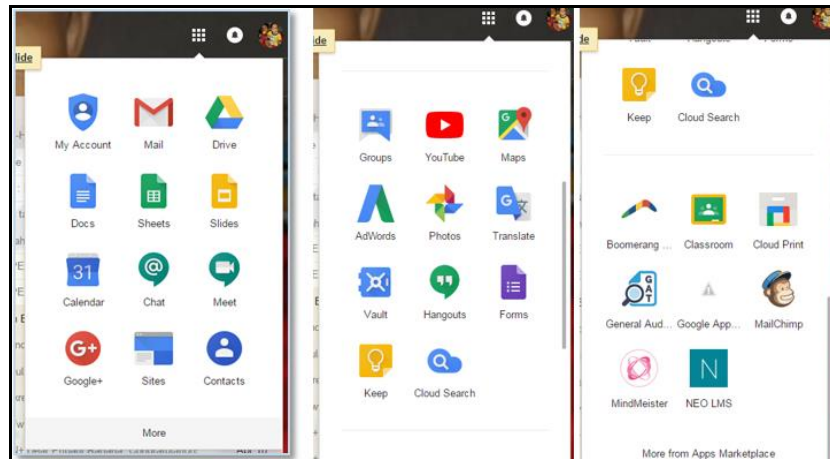 lide
My Account Mail Drive
Docs Sheets Slides
31
Calendar Chat Meet
G+
Google+ Sites Contacts
More
ide
G
Groups YouTube Maps
G
AdWords Photos Translate
Vault Hangouts Forms
Keep Cloud Search
de
Keep Cloud Search
Boomerang ... Classroom Cloud Print
GAT
General Aud... Google App... MailChimp
N
MindMeister NEO LMS
More from Apps Marketplace